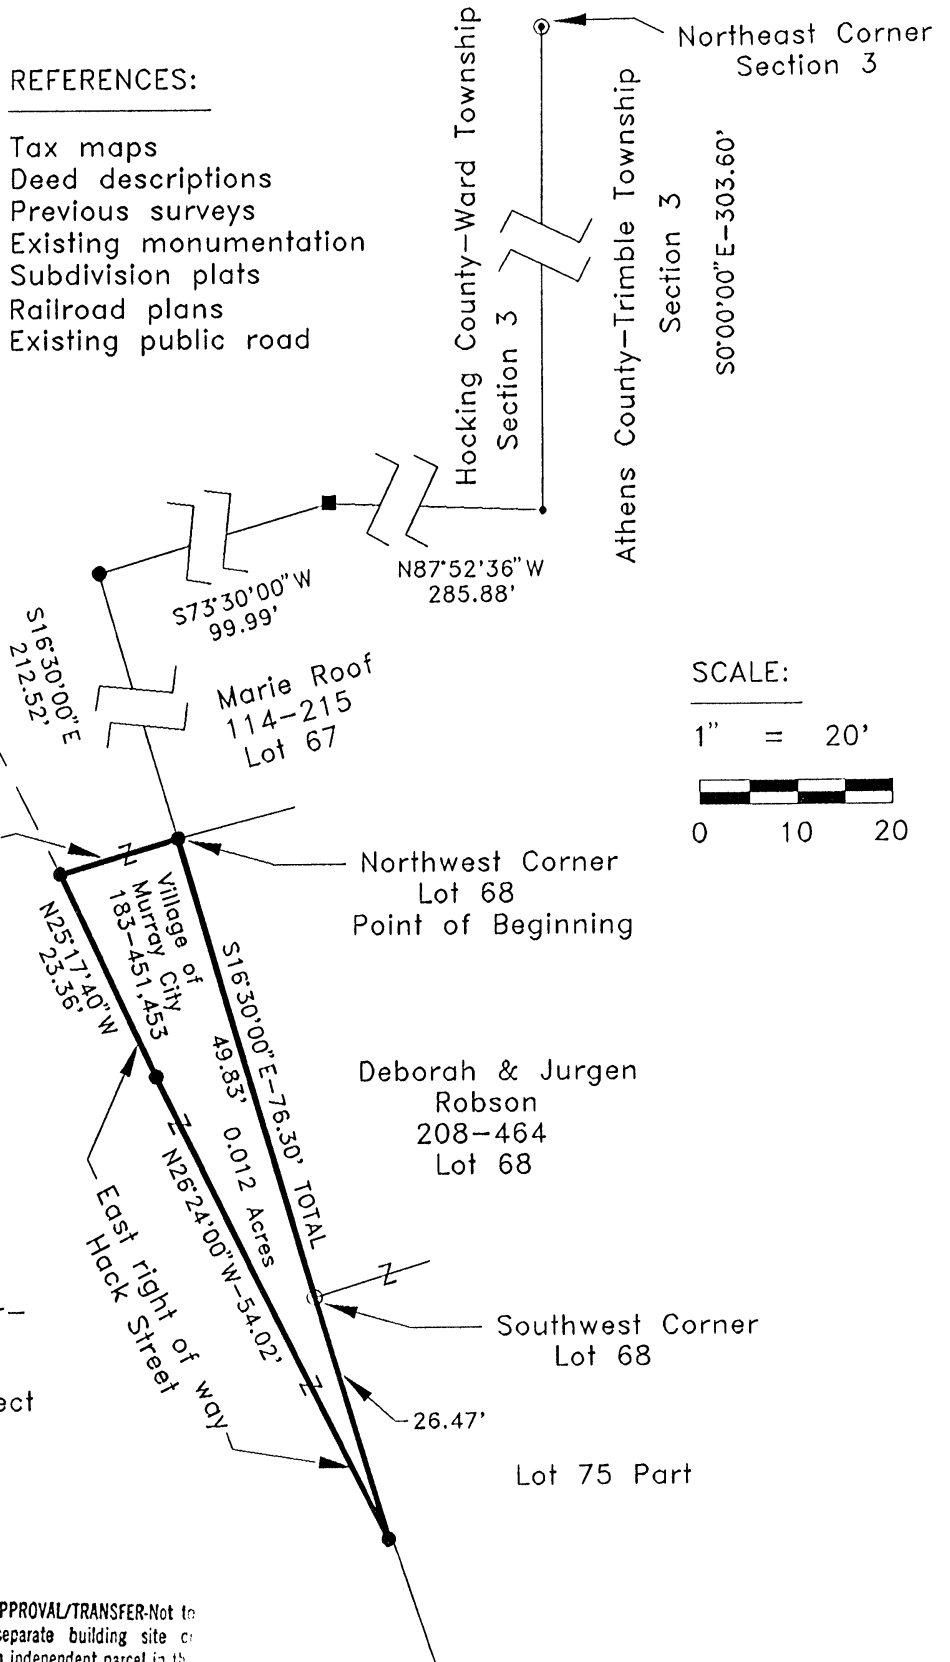 Northeast Corner
Section 3
REFERENCES:
Tax maps
Deed descriptions
Previous surveys
Existing monumentation
Subdivision plats
Railroad plans
Existing public road
Hocking County–Ward Township
Section 3
Athens County–Trimble Township
Section 3
S0°00'00"E–303.60'
N87°52'36"W
285.88'
S73°30'00"W
99.99'
S16°30'00"E
212.52'
Marie Roof
114–215
Lot 67
SCALE:
1" = 20'
0 10 20
Northwest Corner
Lot 68
Point of Beginning
Village of
Murray City
183–451,453
N25°17'40"W
23.36'
S16°30'00"E–76.30' TOTAL
49.83'
0.012 Acres
Deborah & Jurgen
Robson
208–464
Lot 68
N26°24'00"W–54.02'
East right of way
Hack Street
Southwest Corner
Lot 68
26.47'
Lot 75 Part
r–
ect
PPROVAL/TRANSFER-Not to
separate building site
independent parcel in